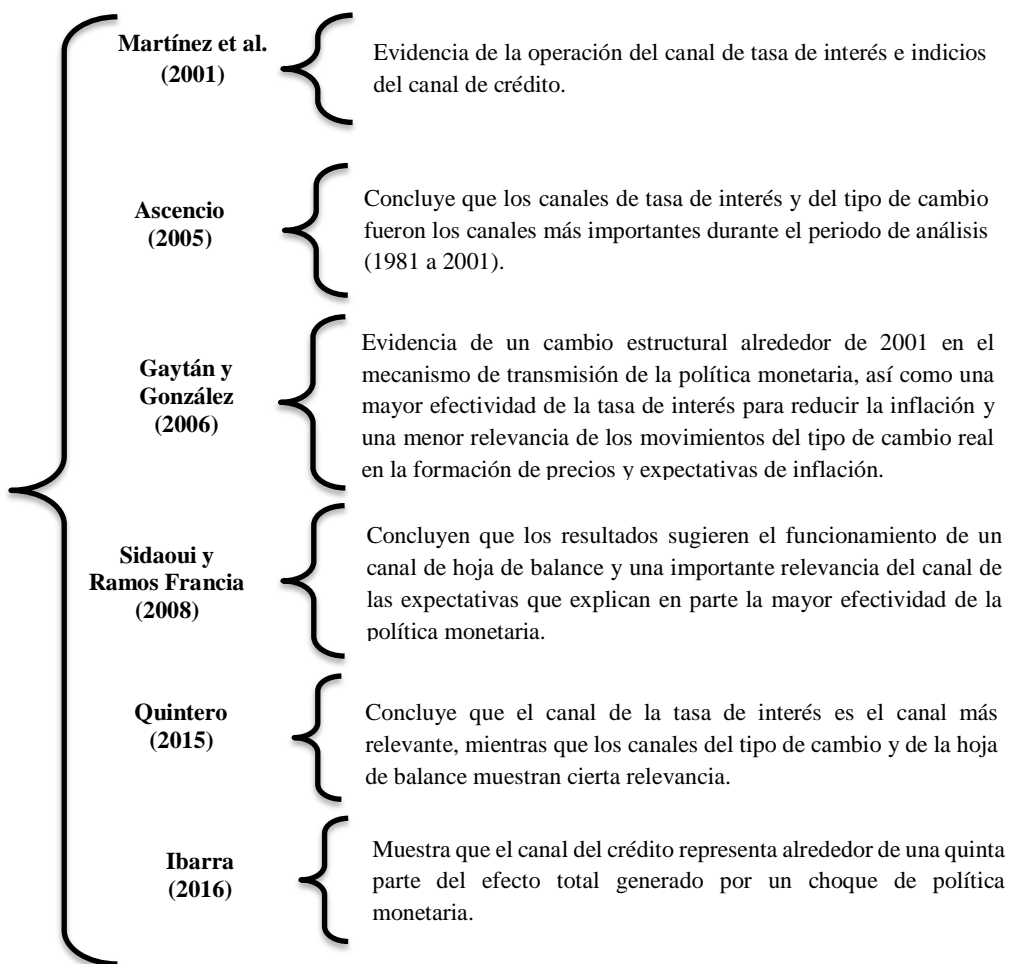 Martínez et al.
(2001)
Evidencia de la operación del canal de tasa de interés e indicios
del canal de crédito.
Ascencio
(2005)
Concluye que los canales de tasa de interés y del tipo de cambio
fueron los canales más importantes durante el periodo de análisis
(1981 a 2001).
Gaytán y
González
(2006)
Evidencia de un cambio estructural alrededor de 2001 en el
mecanismo de transmisión de la política monetaria, así como una
mayor efectividad de la tasa de interés para reducir la inflación y
una menor relevancia de los movimientos del tipo de cambio real
en la formación de precios y expectativas de inflación.
Sidaoui y
Ramos Francia
(2008)
Concluyen que los resultados sugieren el funcionamiento de un
canal de hoja de balance y una importante relevancia del canal de
las expectativas que explican en parte la mayor efectividad de la
política monetaria.
Quintero
(2015)
Concluye que el canal de la tasa de interés es el canal más
relevante, mientras que los canales del tipo de cambio y de la hoja
de balance muestran cierta relevancia.
Ibarra
(2016)
Muestra que el canal del crédito representa alrededor de una quinta
parte del efecto total generado por un choque de política
monetaria.